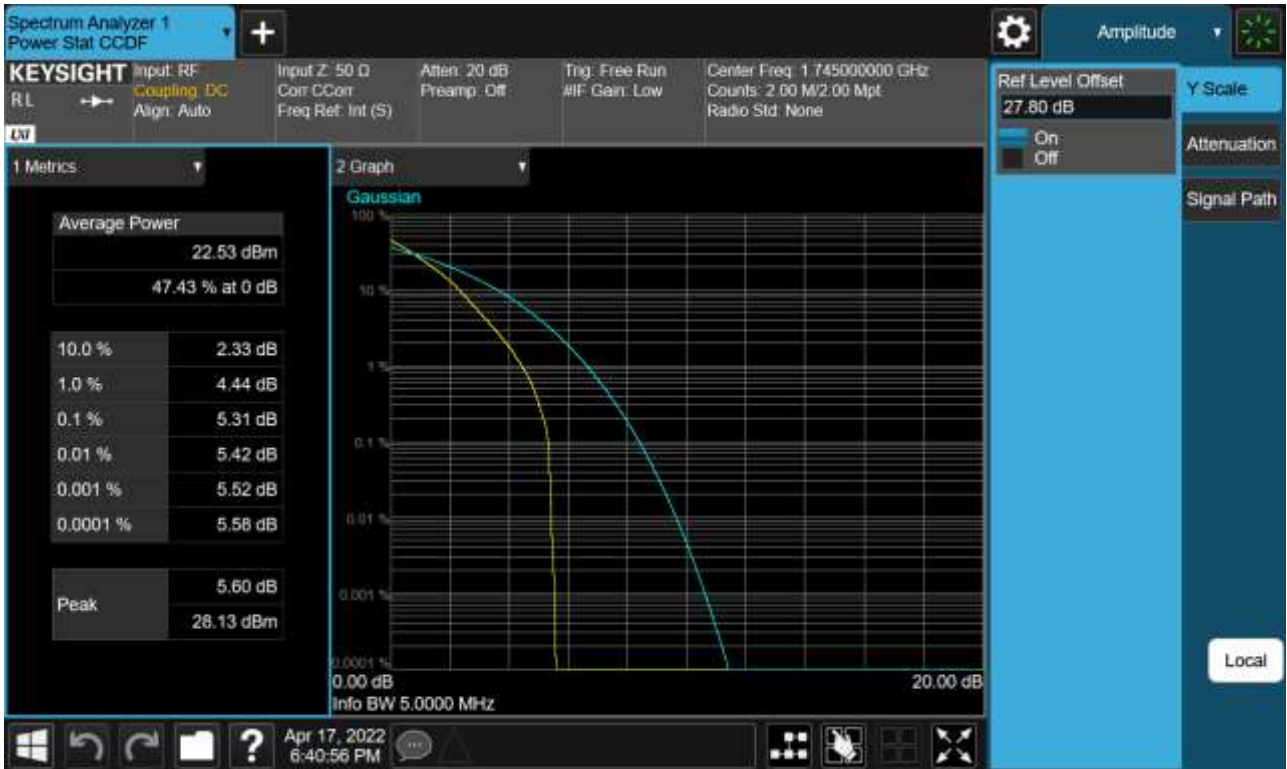 Spectrum Analyzer 1
Power Stat CCDF
+
Amplitude
KEYSIGHT
RL
LXI
Input: RF
Coupling: DC
Align: Auto
Input Z: 50 Ω
Corr CCorr
Freq Ref: Int (S)
Atten: 20 dB
Preamp: Off
Trig: Free Run
#IF Gain: Low
Center Freq: 1.745000000 GHz
Counts: 2.00 M/2.00 Mpt
Radio Std: None
Ref Level Offset
27.80 dB
On
Off
Y Scale
Attenuation
Signal Path
Local
1 Metrics
Average Power
22.53 dBm
47.43 % at 0 dB
10.0 % 2.33 dB
1.0 % 4.44 dB
0.1 % 5.31 dB
0.01 % 5.42 dB
0.001 % 5.52 dB
0.0001 % 5.58 dB
Peak
5.60 dB
28.13 dBm
2 Graph
Gaussian
100 %
10 %
1 %
0.1 %
0.01 %
0.001 %
0.0001 %
0.00 dB 20.00 dB
Info BW 5.0000 MHz
?
Apr 17, 2022
6:40:56 PM